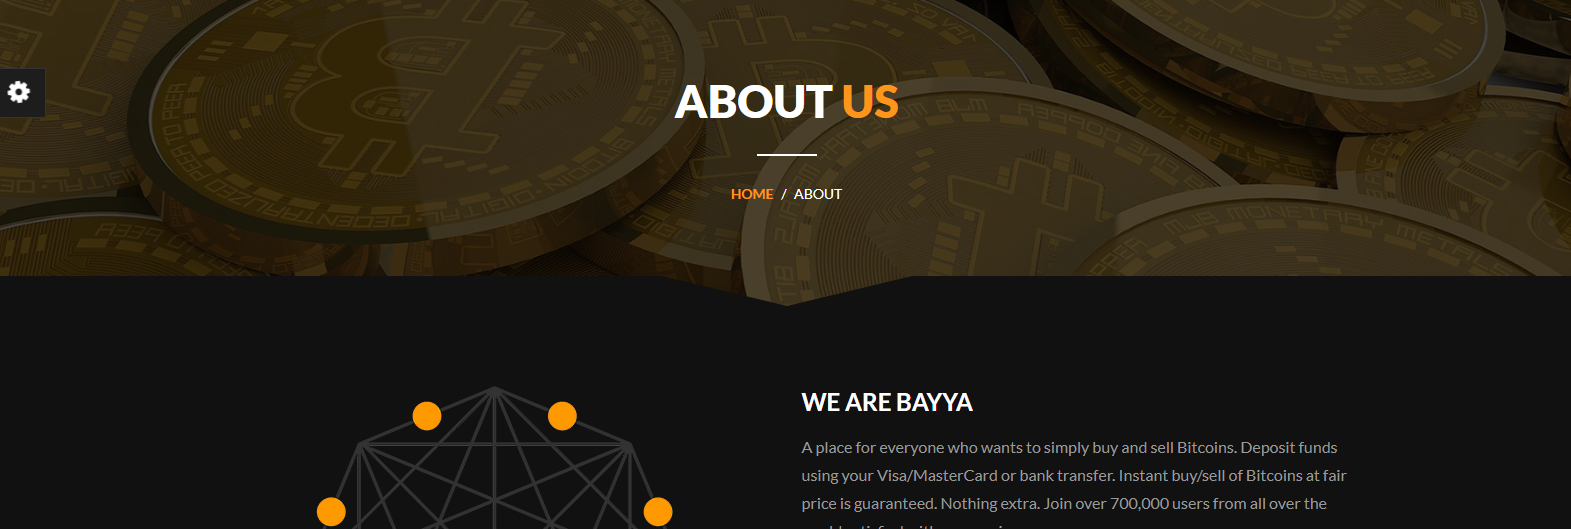 ABOUT US
HOME / ABOUT
WE ARE BAYYA
A place for everyone who wants to simply buy and sell Bitcoins. Deposit funds
using your Visa/MasterCard or bank transfer. Instant buy/sell of Bitcoins at fair
price is guaranteed. Nothing extra. Join over 700,000 users from all over the